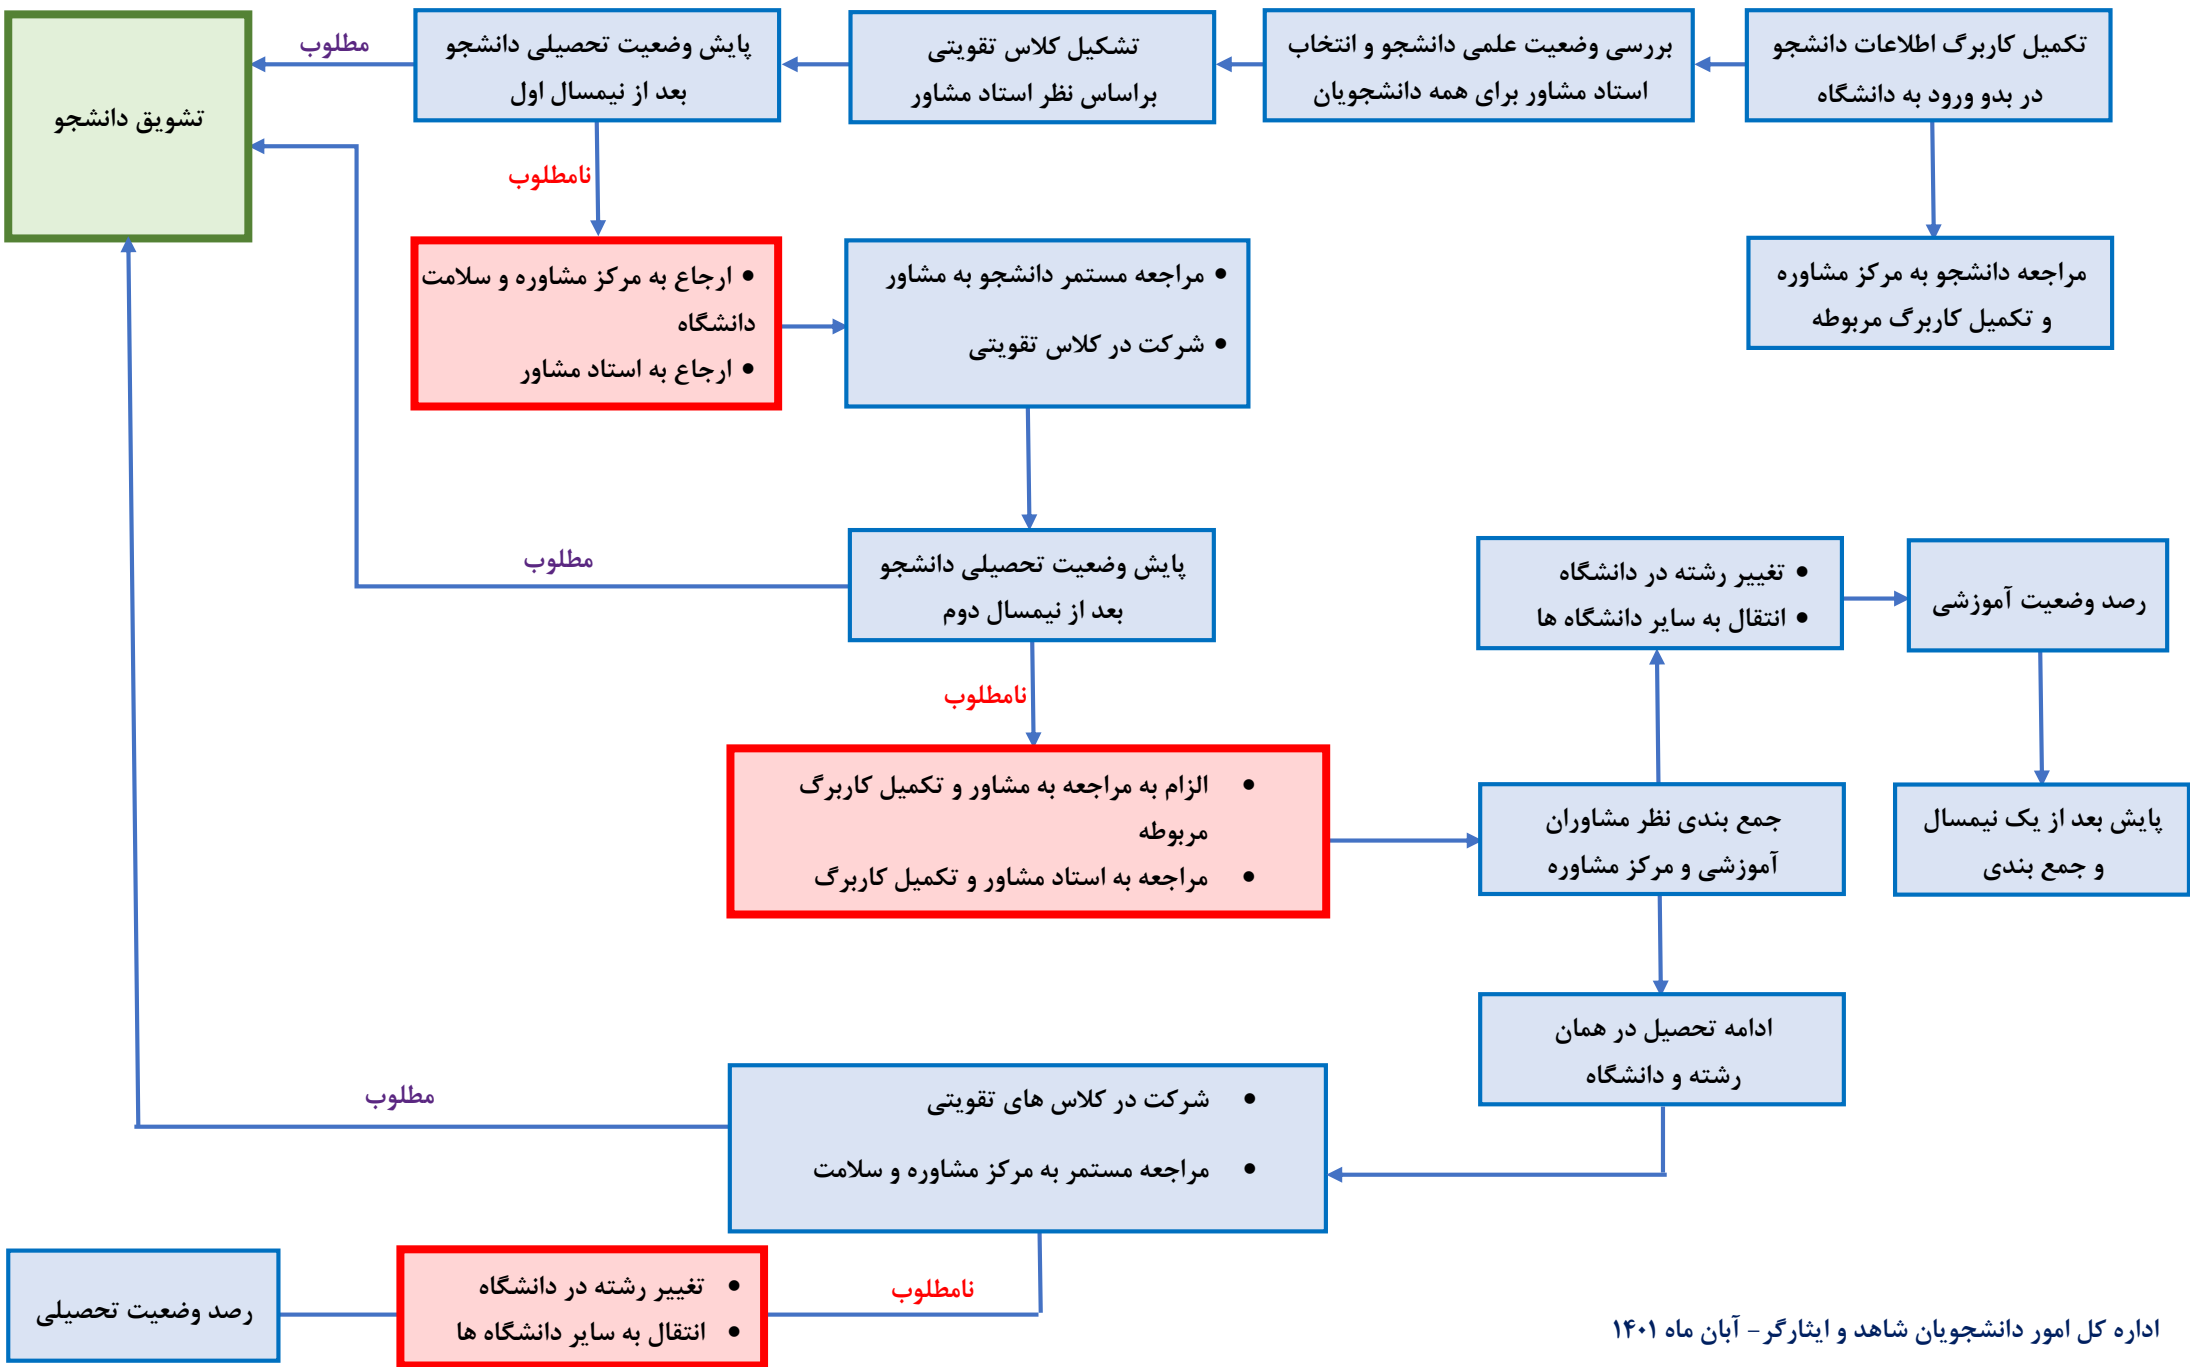 تکمیل کاربرگ اطلاعات دانشجو
در بدو ورود به دانشگاه
بررسی وضعیت علمی دانشجو و انتخاب
استاد مشاور برای همه دانشجویان
تشکیل کلاس تقویتی
براساس نظر استاد مشاور
پایش وضعیت تحصیلی دانشجو
بعد از نیمسال اول
مطلوب
تشویق دانشجو
نامطلوب
مراجعه دانشجو به مرکز مشاوره
و تکمیل کاربرگ مربوطه
• مراجعه مستمر دانشجو به مشاور
• شرکت در کلاس تقویتی
• ارجاع به مرکز مشاوره و سلامت
دانشگاه
• ارجاع به استاد مشاور
پایش وضعیت تحصیلی دانشجو
بعد از نیمسال دوم
مطلوب
نامطلوب
رصد وضعیت آموزشی
• تغییر رشته در دانشگاه
• انتقال به سایر دانشگاه ها
پایش بعد از یک نیمسال
و جمع بندی
جمع بندی نظر مشاوران
آموزشی و مرکز مشاوره
• الزام به مراجعه به مشاور و تکمیل کاربرگ
مربوطه
• مراجعه به استاد مشاور و تکمیل کاربرگ
ادامه تحصیل در همان
رشته و دانشگاه
• شرکت در کلاس های تقویتی
• مراجعه مستمر به مرکز مشاوره و سلامت
مطلوب
نامطلوب
• تغییر رشته در دانشگاه
• انتقال به سایر دانشگاه ها
رصد وضعیت تحصیلی
اداره کل امور دانشجویان شاهد و ایثارگر- آبان ماه ۱۴۰۱